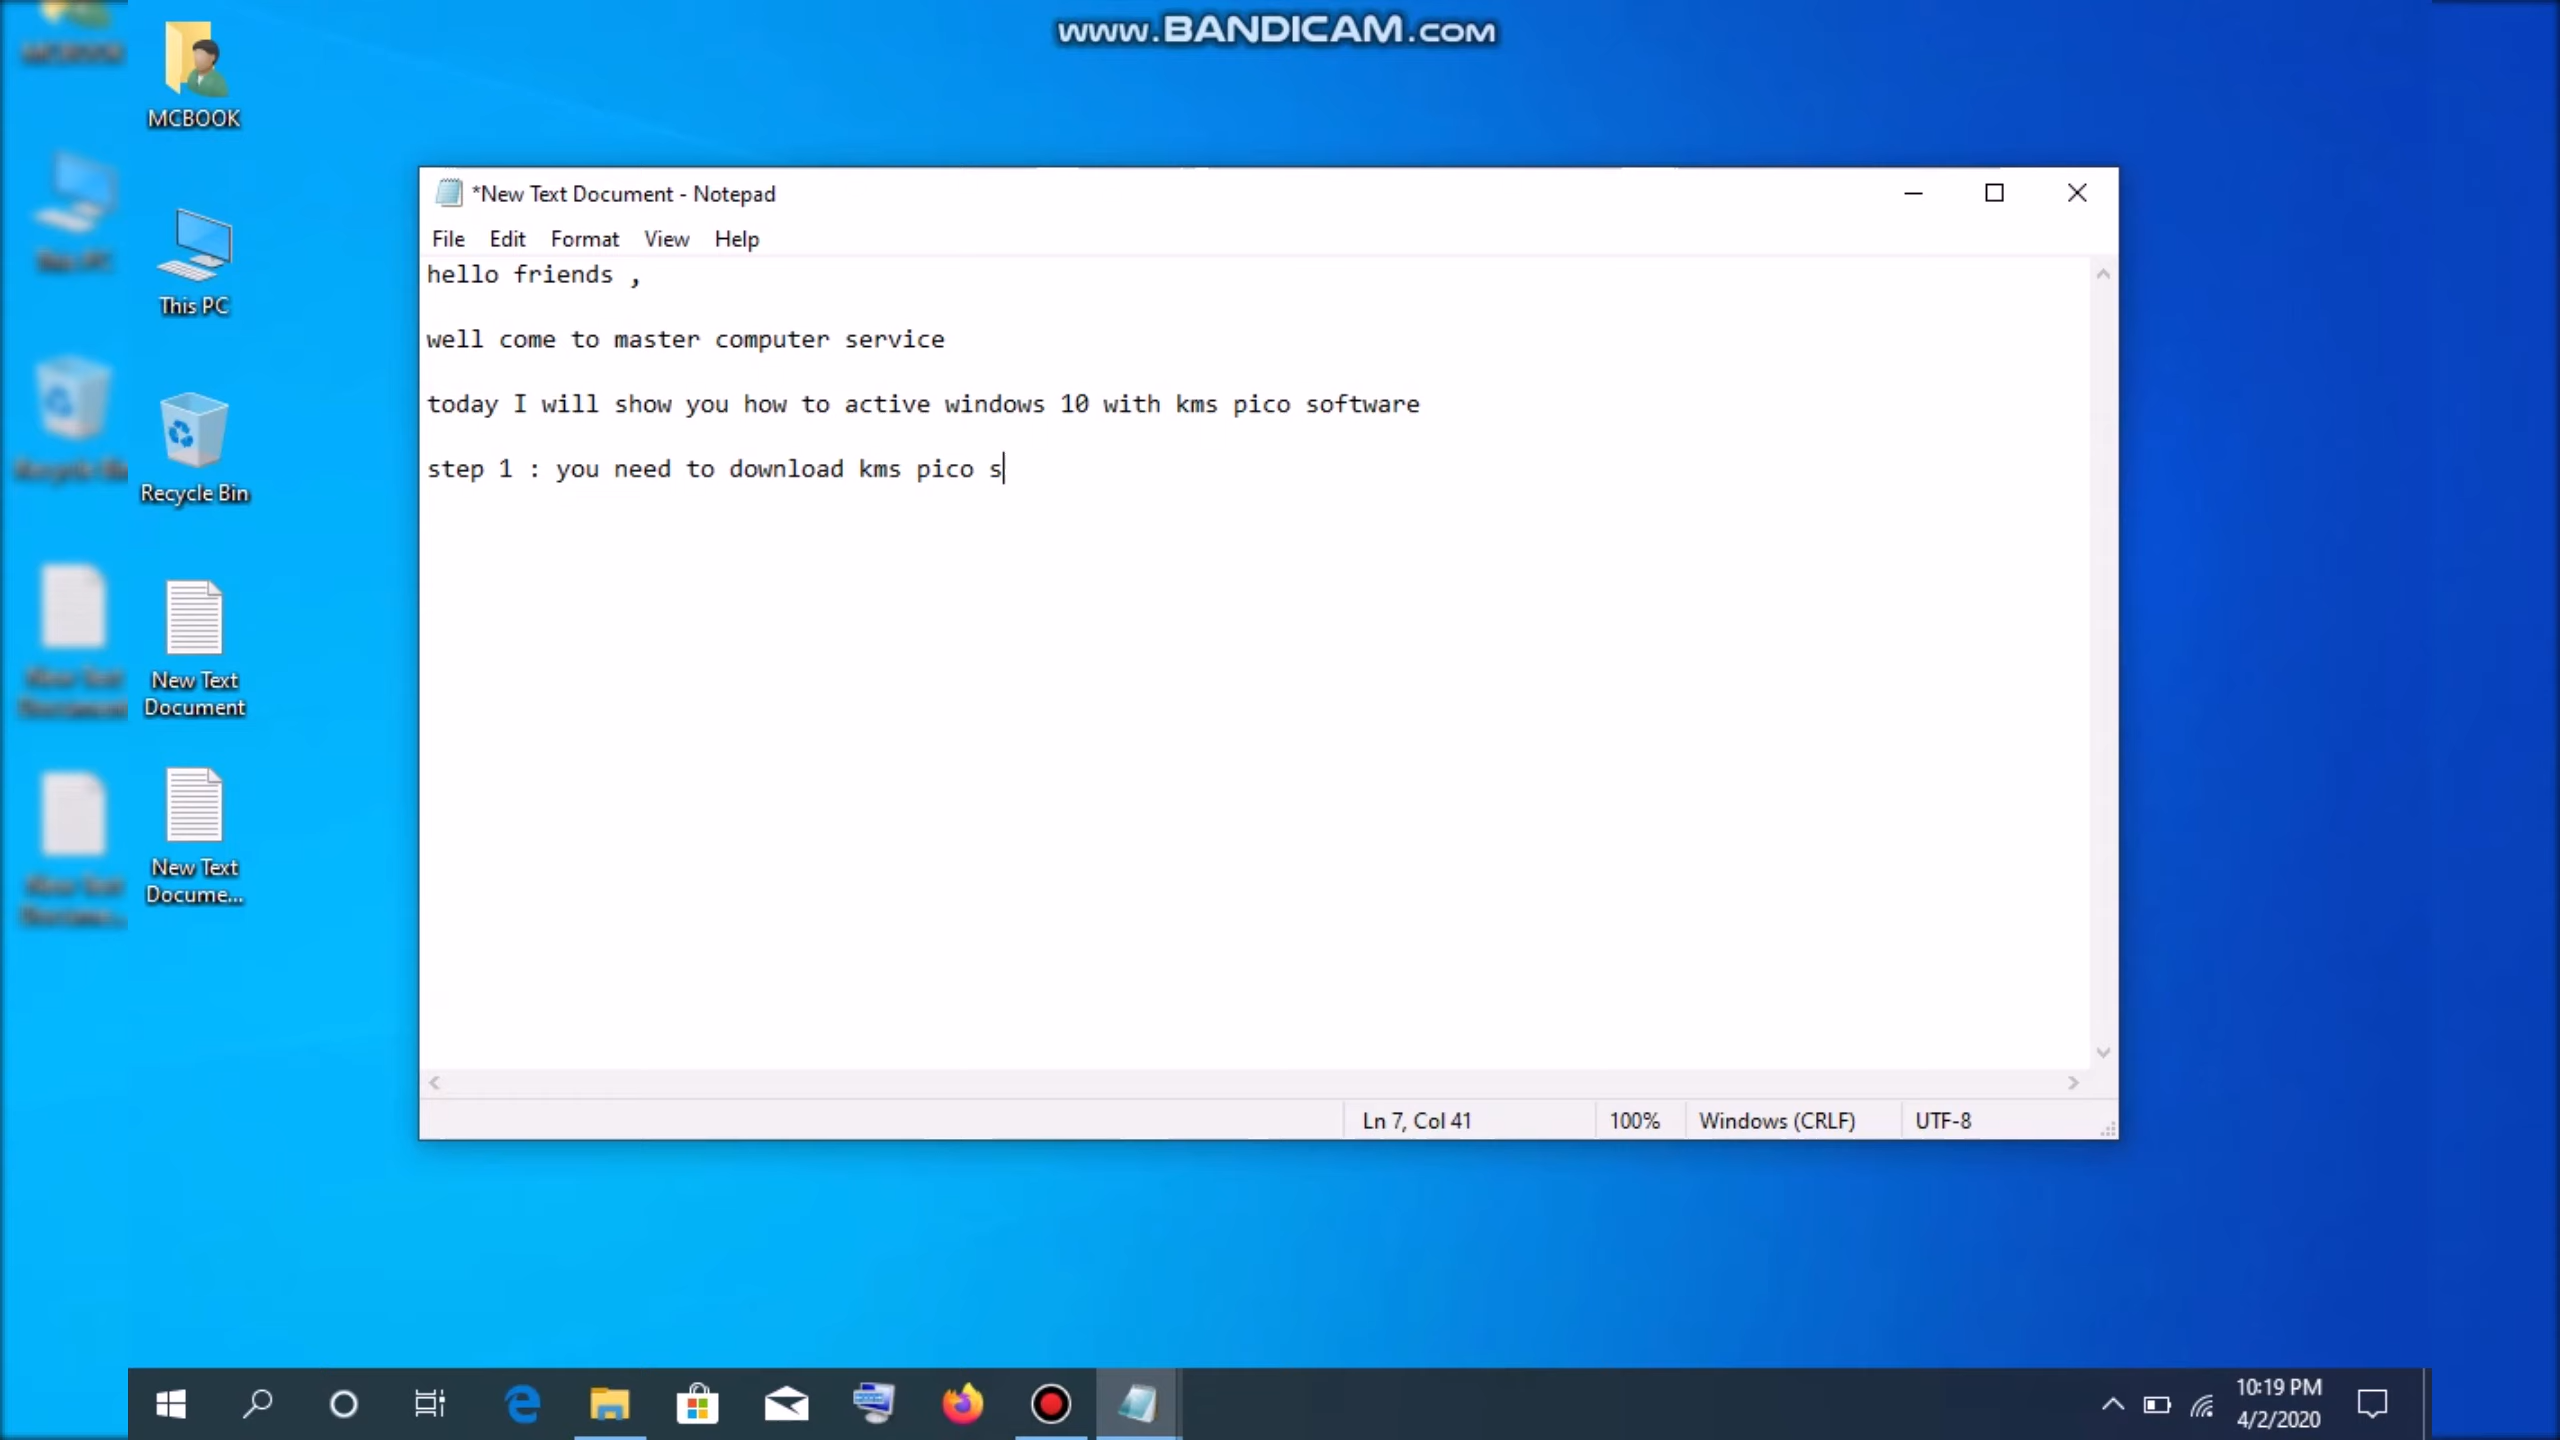 www.BANDICAM.com
MCBOOK
This PC
Recycle Bin
New Text
Document
New Text
Docume...
*New Text Document - Notepad
File Edit Format View Help
hello friends ,
well come to master computer service
today I will show you how to active windows 10 with kms pico software
step 1 : you need to download kms pico s
Ln 7, Col 41 100% Windows (CRLF) UTF-8
10:19 PM
4/2/2020